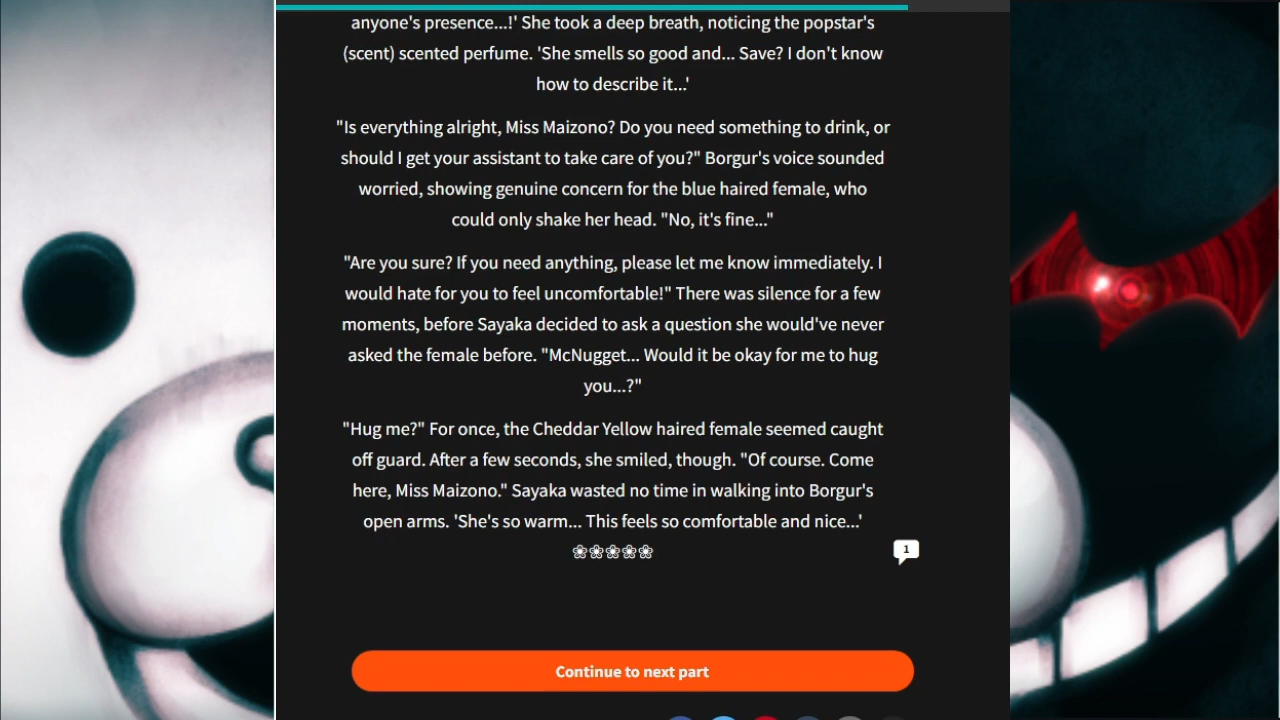 anyone's presence...!' She took a deep breath, noticing the popstar's
(scent) scented perfume. 'She smells so good and... Save? I don't know
how to describe it...'
"Is everything alright, Miss Maizono? Do you need something to drink, or
should I get your assistant to take care of you?" Borgur's voice sounded
worried, showing genuine concern for the blue haired female, who
could only shake her head. "No, it's fine..."
"Are you sure? If you need anything, please let me know immediately. I
would hate for you to feel uncomfortable!" There was silence for a few
moments, before Sayaka decided to ask a question she would've never
asked the female before. "McNugget... Would it be okay for me to hug
you...?"
"Hug me?" For once, the Cheddar Yellow haired female seemed caught
off guard. After a few seconds, she smiled, though. "Of course. Come
here, Miss Maizono." Sayaka wasted no time in walking into Borgur's
open arms. 'She's so warm... This feels so comfortable and nice...'
❀❀❀❀❀
1
Continue to next part